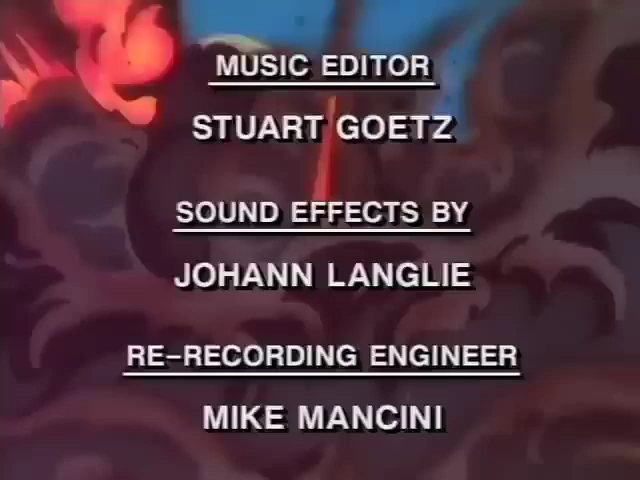 MUSIC EDITOR
STUART GOETZ
SOUND EFFECTS BY
JOHANN LANGLIE
RE-RECORDING ENGINEER
MIKE MANCINI